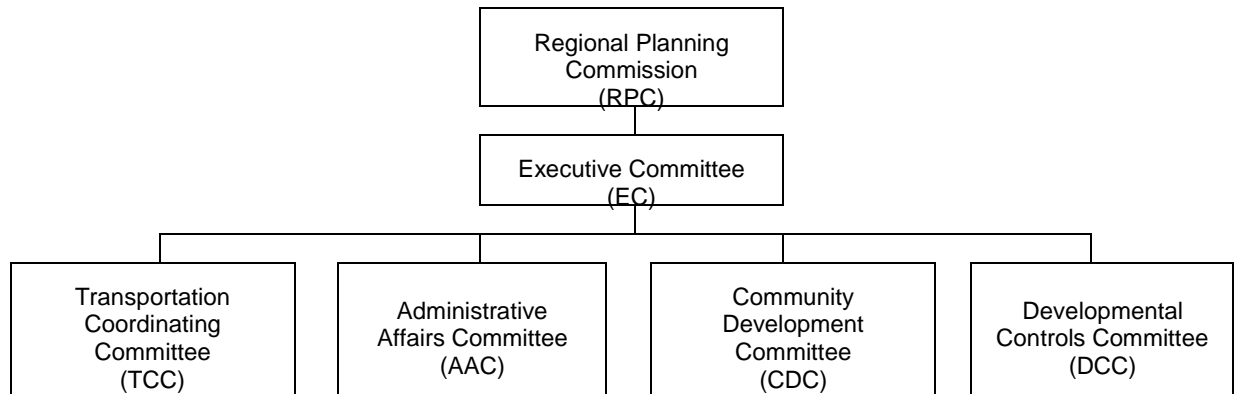 Regional Planning
Commission
(RPC)
Executive Committee
(EC)
Transportation
Coordinating
Committee
(TCC)
Administrative
Affairs Committee
(AAC)
Community
Development
Committee
(CDC)
Developmental
Controls Committee
(DCC)